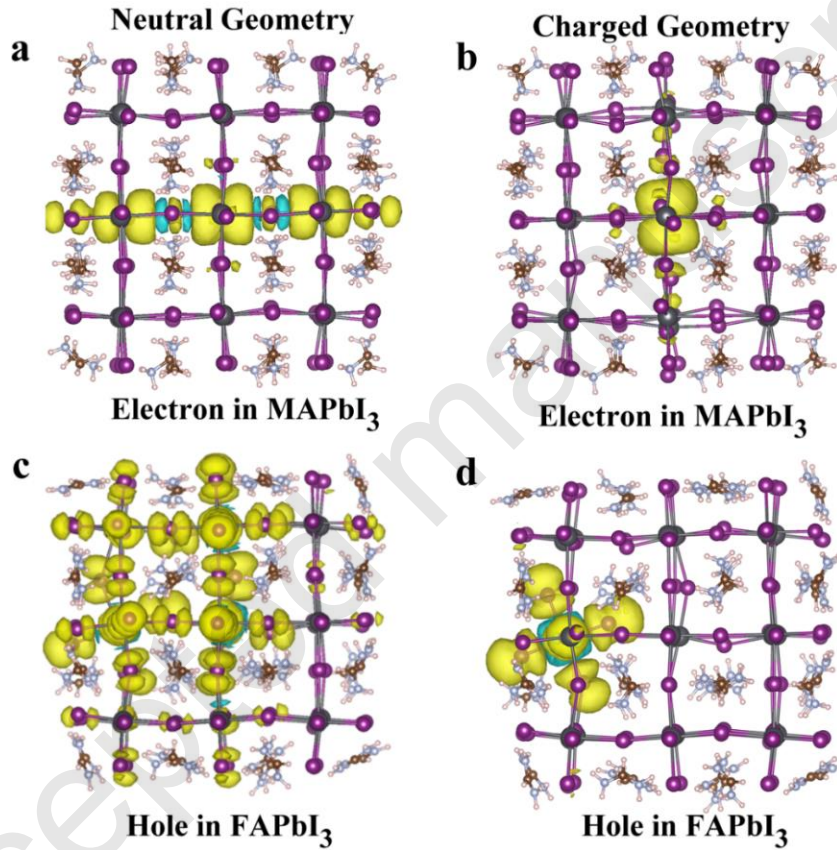 Neutral Geometry
Charged Geometry
a
b
Electron in MAPbI₃
Electron in MAPbI₃
c
d
Hole in FAPbI₃
Hole in FAPbI₃